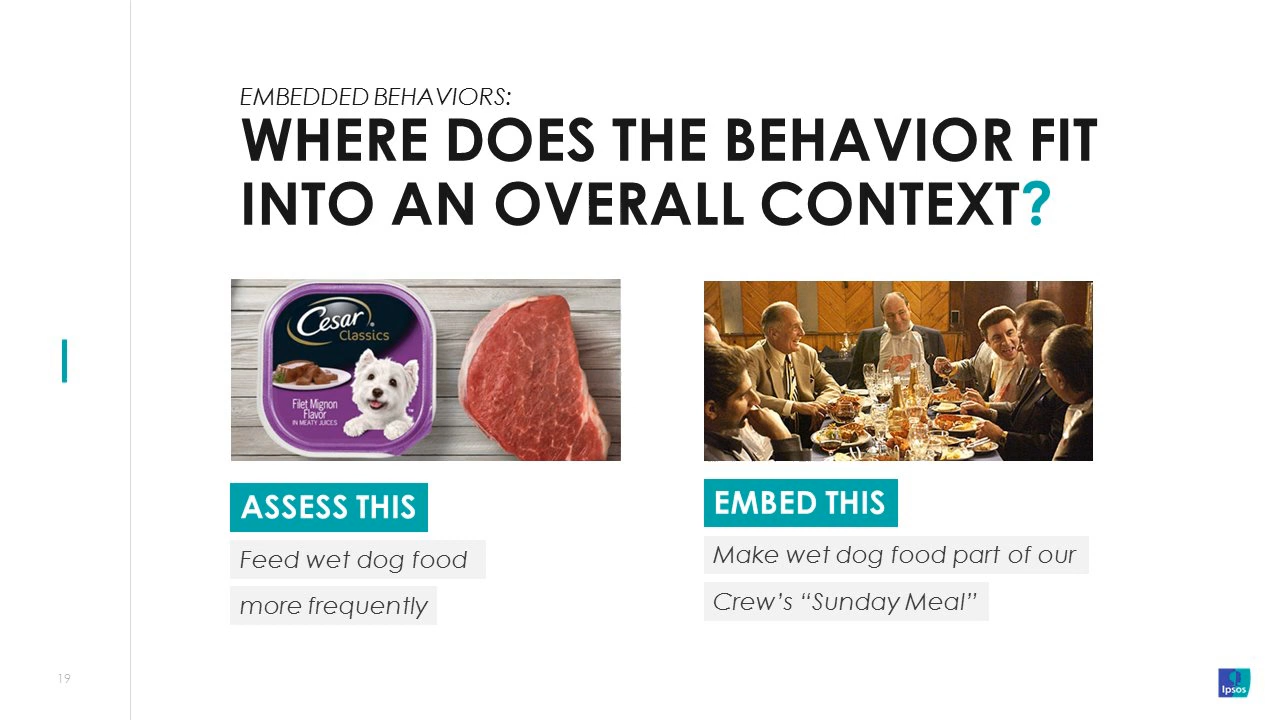 EMBEDDED BEHAVIORS:
WHERE DOES THE BEHAVIOR FIT
INTO AN OVERALL CONTEXT?
Cesar®
Classics
Filet Mignon
Flavor
IN MEATY JUICES
™
ASSESS THIS
Feed wet dog food
more frequently
EMBED THIS
Make wet dog food part of our
Crew’s “Sunday Meal”
19
Ipsos